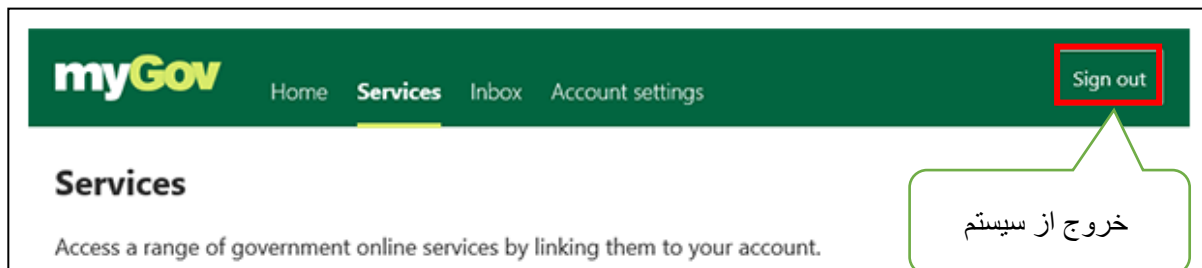 myGov Home Services Inbox Account settings Sign out
Services
خروج از سیستم
Access a range of government online services by linking them to your account.